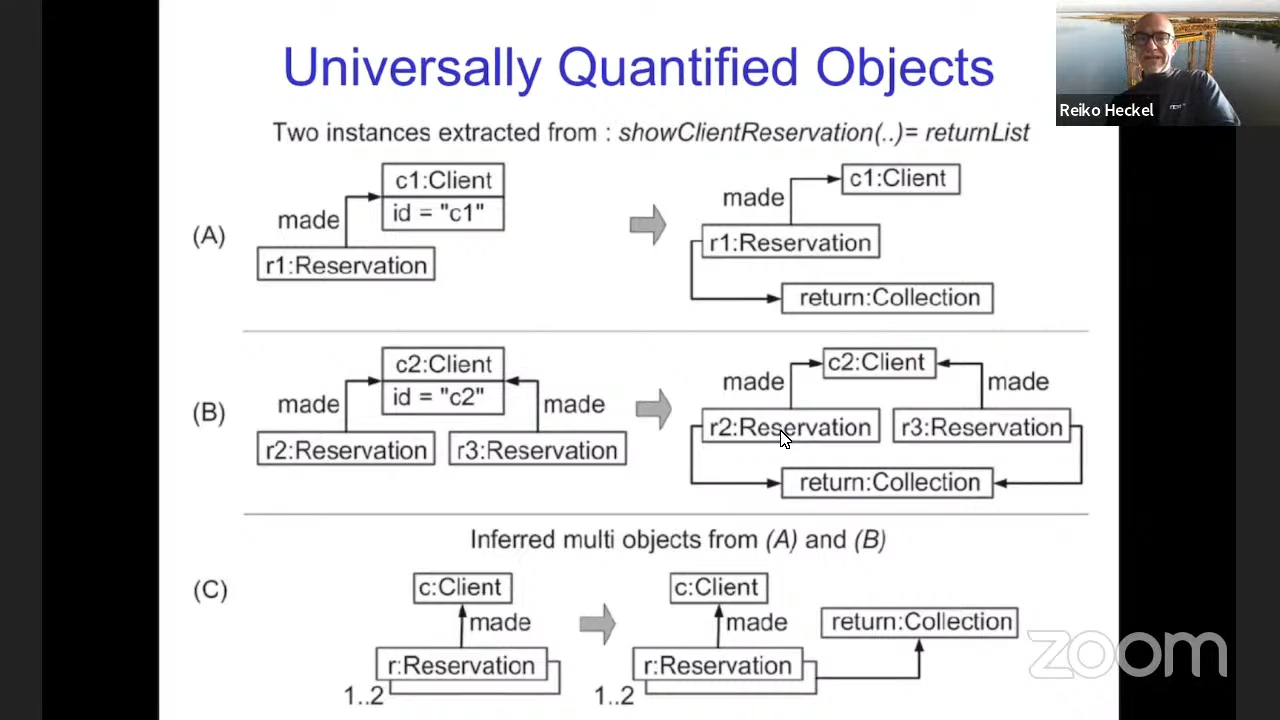 Universally Quantified Objects
Reiko Heckel
Two instances extracted from : showClientReservation(..)= returnList
(A)
c1:Client
id = "c1"
made
r1:Reservation
c1:Client
made
r1:Reservation
return:Collection
(B)
c2:Client
id = "c2"
made
made
r2:Reservation
r3:Reservation
c2:Client
made
made
r2:Reservation
r3:Reservation
return:Collection
Inferred multi objects from (A) and (B)
(C)
c:Client
made
r:Reservation
1..2
c:Client
made
return:Collection
r:Reservation
1..2
zoom